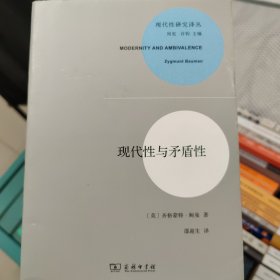 现代性研究译丛
周宪 许钧 主编
MODERNITY AND AMBIVALENCE
Zygmunt Bauman
现代性与矛盾性
〔英〕齐格蒙特·鲍曼 著
邵迎生 译
商务印书馆